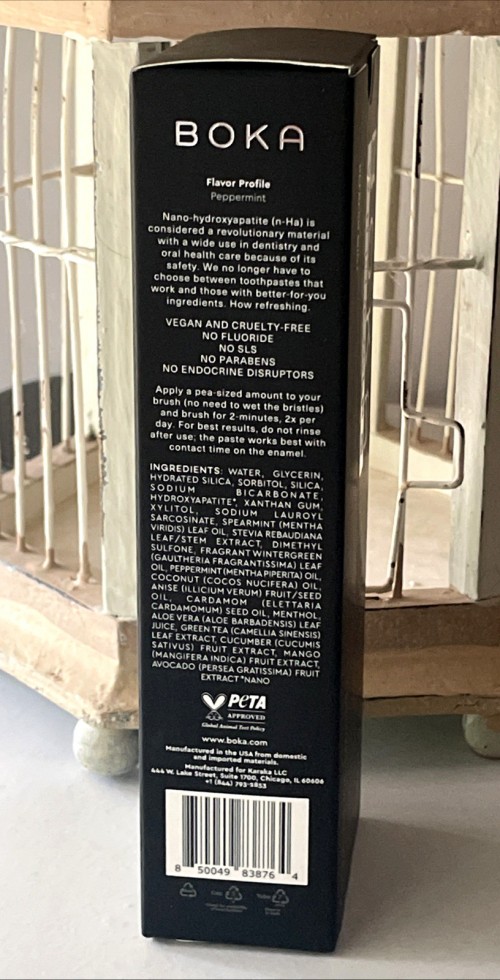 BOKA
Flavor Profile
Peppermint
Nano-hydroxyapatite (n-Ha) is
considered a revolutionary material
with a wide use in dentistry and
oral health care because of its
safety. We no longer have to
choose between toothpastes that
work and those with better-for-you
ingredients. How refreshing.
VEGAN AND CRUELTY-FREE
NO FLUORIDE
NO SLS
NO PARABENS
NO ENDOCRINE DISRUPTORS
Apply a pea-sized amount to your
brush (no need to wet the bristles)
and brush for 2-minutes, 2x per
day. For best results, do not rinse
after use; the paste works best with
contact time on the enamel.
INGREDIENTS: WATER, GLYCERIN,
HYDRATED SILICA, SORBITOL, SILICA,
SODIUM BICARBONATE,
HYDROXYAPATITE*, XANTHAN GUM,
XYLITOL, SODIUM LAUROYL
SARCOSINATE, SPEARMINT (MENTHA
VIRIDIS) LEAF OIL, STEVIA REBAUDIANA
LEAF/STEM EXTRACT, DIMETHYL
SULFONE, FRAGRANT WINTERGREEN
(GAULTHERIA FRAGRANTISSIMA) LEAF
OIL, PEPPERMINT (MENTHA PIPERITA) OIL,
COCONUT (COCOS NUCIFERA) OIL,
ANISE (ILLICIUM VERUM) FRUIT/SEED
OIL, CARDAMOM (ELETTARIA
CARDAMOMUM) SEED OIL, MENTHOL,
ALOE VERA (ALOE BARBADENSIS) LEAF
JUICE, GREEN TEA (CAMELLIA SINENSIS)
LEAF EXTRACT, CUCUMBER (CUCUMIS
SATIVUS) FRUIT EXTRACT, MANGO
(MANGIFERA INDICA) FRUIT EXTRACT,
AVOCADO (PERSEA GRATISSIMA) FRUIT
EXTRACT *NANO
PETA
APPROVED
Global Animal Test Policy
www.boka.com
Manufactured in the USA from domestic
and imported materials.
Manufactured for Karaka LLC
444 W. Lake Street, Suite 1700, Chicago, IL 60606
+1 (844) 793-5853
8 50049 83876 4